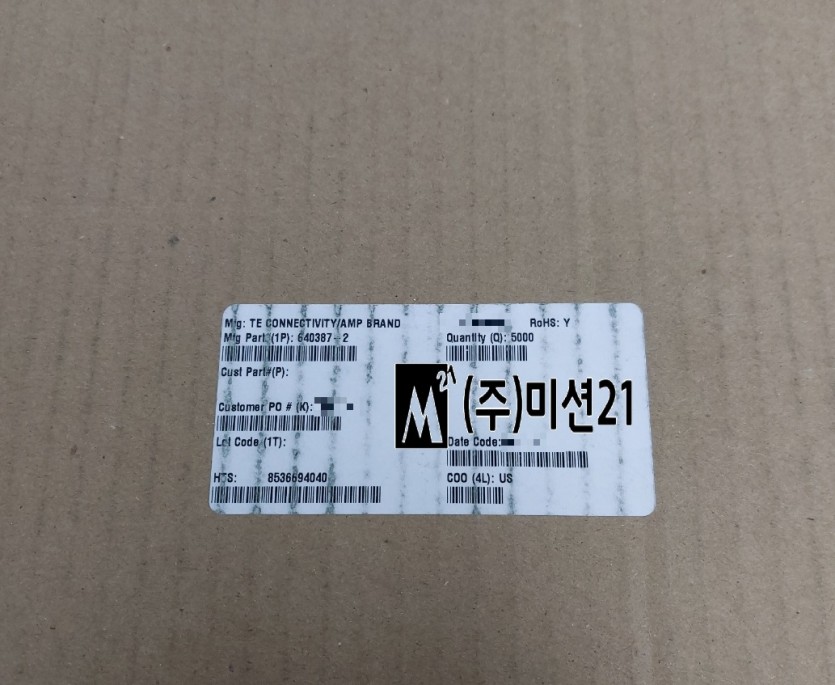 Mfg: TE CONNECTIVITY/AMP BRAND
RoHS: Y
Mfg Part (1P): 640387-2
Quantity (Q): 5000
Cust Part#(P):
M21
(주)미션21
Customer PO # (K):
Lot Code (1T):
Date Code:
HTS: 8536694040
COO (4L): US